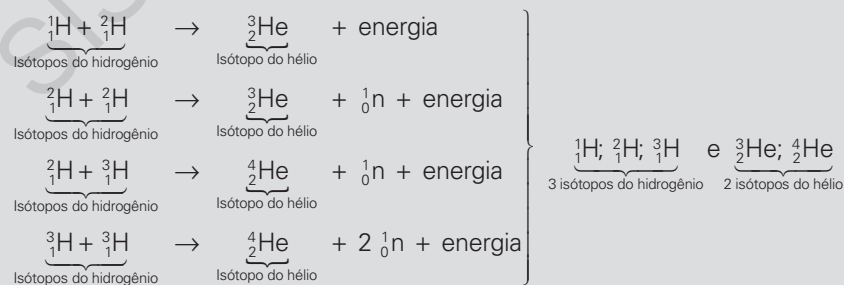 ¹₁H + ²₁H → ³₂He + energia
Isótopos do hidrogênio Isótopo do hélio
²₁H + ²₁H → ³₂He + ¹₀n + energia
Isótopos do hidrogênio Isótopo do hélio
²₁H + ³₁H → ⁴₂He + ¹₀n + energia
Isótopos do hidrogênio Isótopo do hélio
³₁H + ³₁H → ⁴₂He + 2 ¹₀n + energia
Isótopos do hidrogênio Isótopo do hélio
¹₁H; ²₁H; ³₁H e ³₂He; ⁴₂He
3 isótopos do hidrogênio 2 isótopos do hélio